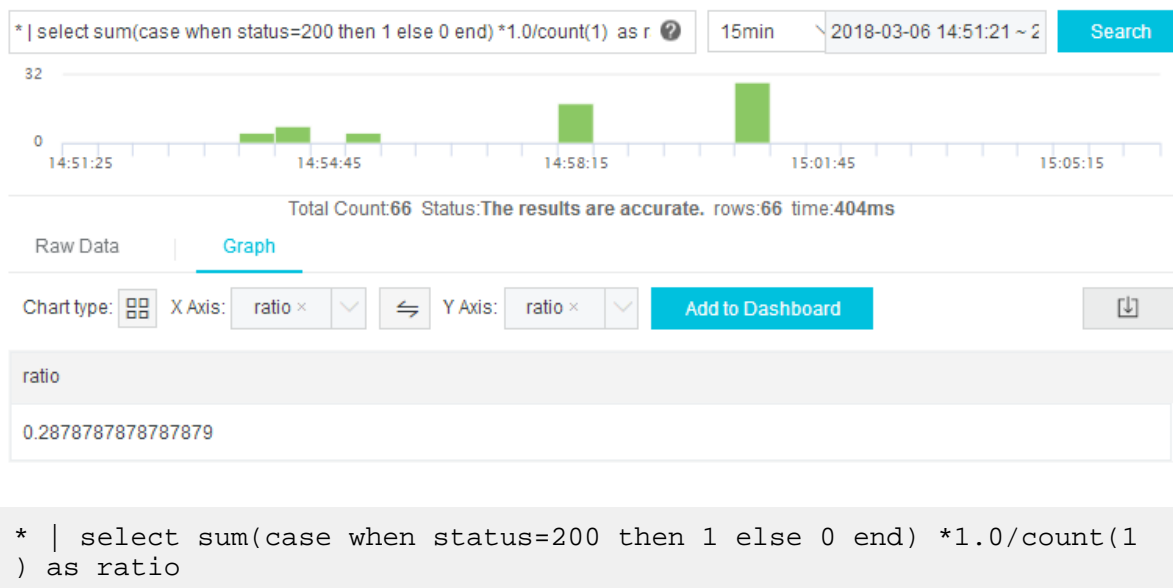 * | select sum(case when status=200 then 1 else 0 end) *1.0/count(1) as r ? 15min 2018-03-06 14:51:21 ~ 2 Search
32
0
14:51:25 14:54:45 14:58:15 15:01:45 15:05:15
Total Count:66 Status:The results are accurate. rows:66 time:404ms
Raw Data Graph
Chart type: X Axis: ratio × Y Axis: ratio × Add to Dashboard
ratio
0.2878787878787879
* | select sum(case when status=200 then 1 else 0 end) *1.0/count(1
) as ratio